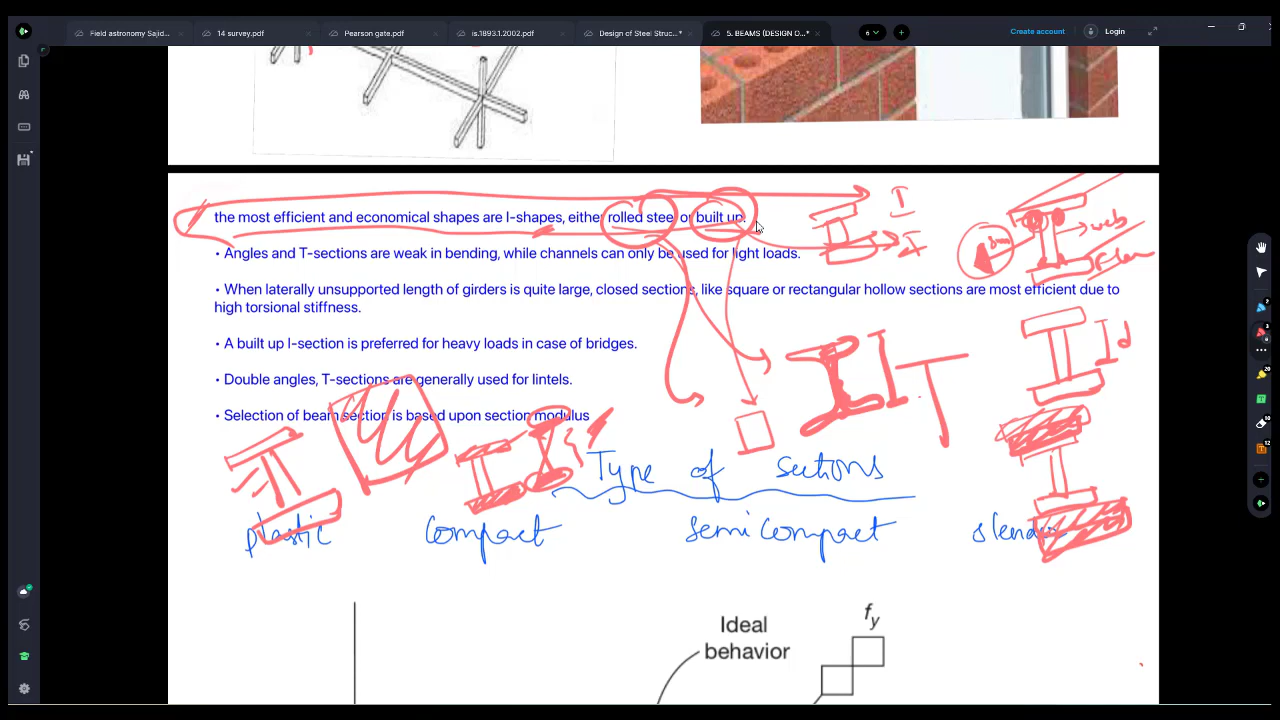 Field astronomy Sajid...
14 survey.pdf
Pearson gate.pdf
is.1893.1.2002.pdf
Design of Steel Struc...*
5. BEAMS (DESIGN O...*
6
Create account
Login
the most efficient and economical shapes are I-shapes, either rolled steel or built up.
• Angles and T-sections are weak in bending, while channels can only be used for light loads.
• When laterally unsupported length of girders is quite large, closed sections, like square or rectangular hollow sections are most efficient due to
high torsional stiffness.
• A built up I-section is preferred for heavy loads in case of bridges.
• Double angles, T-sections are generally used for lintels.
• Selection of beam section is based upon section modulus
web
d
Type of sections
plastic compact semicompact slender
Ideal
behavior
fy